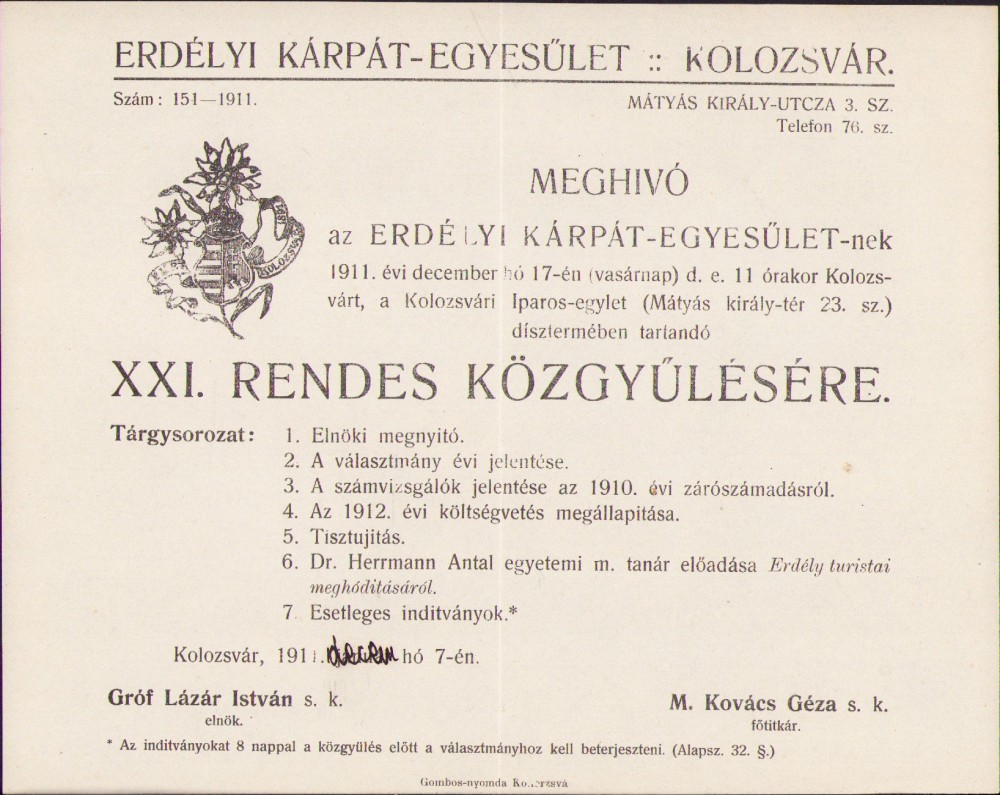 ERDÉLYI KÁRPÁT-EGYESŰLET :: KOLOZSVÁR.
Szám: 151—1911.
MÁTYÁS KIRÁLY-UTCZA 3. SZ.
Telefon 76. sz.
1891
KOLOZSVÁR
MEGHIVÓ
az ERDÉLYI KÁRPÁT-EGYESŰLET-nek
1911. évi december hó 17-én (vasárnap) d. e. 11 órakor Kolozs-
várt, a Kolozsvári Iparos-egylet (Mátyás király-tér 23. sz.)
dísztermében tartandó
XXI. RENDES KÖZGYŰLÉSÉRE.
Tárgysorozat: 1. Elnöki megnyitó.
2. A választmány évi jelentése.
3. A számvizsgálók jelentése az 1910. évi zárószámadásról.
4. Az 1912. évi költségvetés megállapitása.
5. Tisztujitás.
6. Dr. Herrmann Antal egyetemi m. tanár előadása Erdély turistai
meghóditásáról.
7. Esetleges inditványok.*
Kolozsvár, 1911. decem hó 7-én.
Gróf Lázár István s. k.
elnök.
M. Kovács Géza s. k.
főtitkár.
* Az inditványokat 8 nappal a közgyülés előtt a választmányhoz kell beterjeszteni. (Alapsz. 32. §.)
Gombos-nyomda